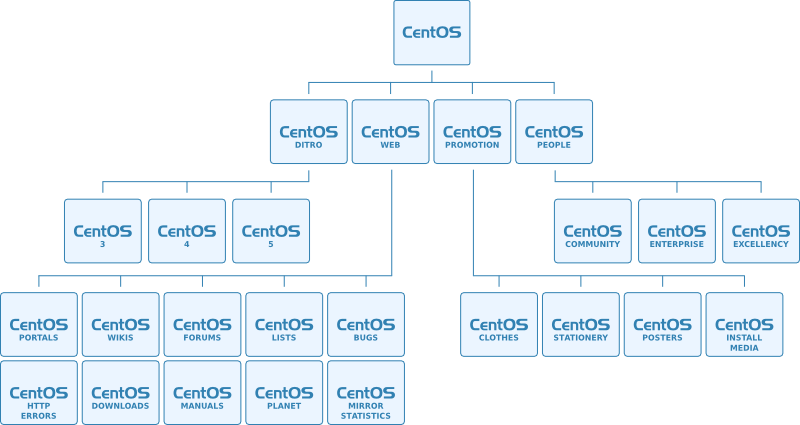 CentOS
CentOS
DITRO
CentOS
WEB
CentOS
PROMOTION
CentOS
PEOPLE
CentOS
3
CentOS
4
CentOS
5
CentOS
COMMUNITY
CentOS
ENTERPRISE
CentOS
EXCELLENCY
CentOS
PORTALS
CentOS
WIKIS
CentOS
FORUMS
CentOS
LISTS
CentOS
BUGS
CentOS
CLOTHES
CentOS
STATIONERY
CentOS
POSTERS
CentOS
INSTALL
MEDIA
CentOS
HTTP
ERRORS
CentOS
DOWNLOADS
CentOS
MANUALS
CentOS
PLANET
CentOS
MIRROR
STATISTICS